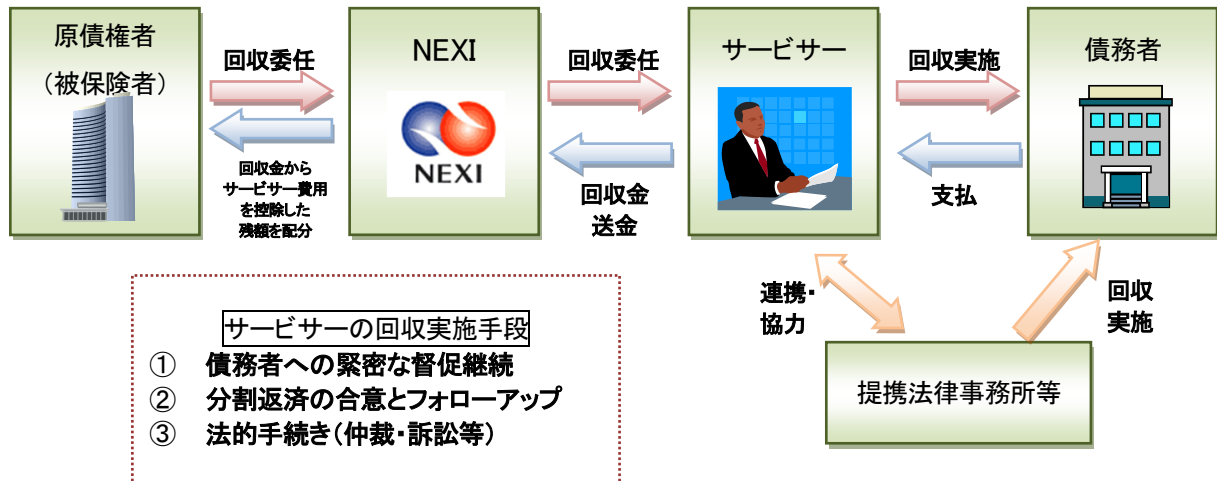 原債権者
(被保険者)
回収委任
回収金から
サービサー費用
を控除した
残額を配分
NEXI
NEXI
回収委任
回収金
送金
サービサー
回収実施
支払
債務者
連携・
協力
回収
実施
提携法律事務所等
サービサーの回収実施手段
① 債務者への緊密な督促継続
② 分割返済の合意とフォローアップ
③ 法的手続き(仲裁・訴訟等)